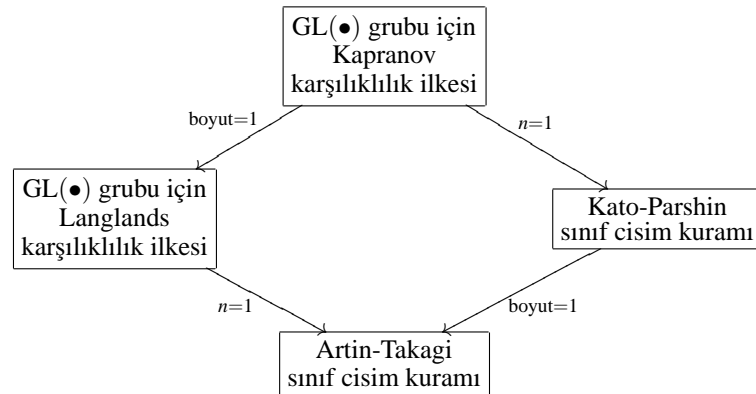 GL(•) grubu için
Kapranov
karşılıklılık ilkesi
boyut=1
n=1
GL(•) grubu için
Langlands
karşılıklılık ilkesi
Kato-Parshin
sınıf cisim kuramı
n=1
boyut=1
Artin-Takagi
sınıf cisim kuramı